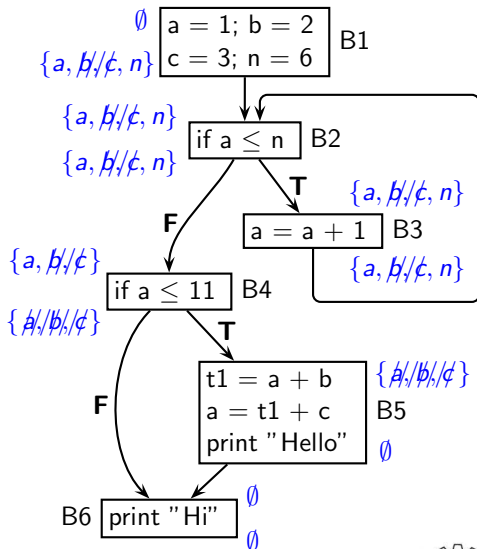 ∅
a = 1; b = 2
c = 3; n = 6
B1
{a, b, c, n}
{a, b, c, n}
if a ≤ n
B2
{a, b, c, n}
T
F
{a, b, c, n}
a = a + 1
B3
{a, b, c, n}
{a, b, c}
if a ≤ 11
B4
{a, b, c}
T
F
t1 = a + b
a = t1 + c
print "Hello"
{a, b, c}
B5
∅
B6
print "Hi"
∅
∅